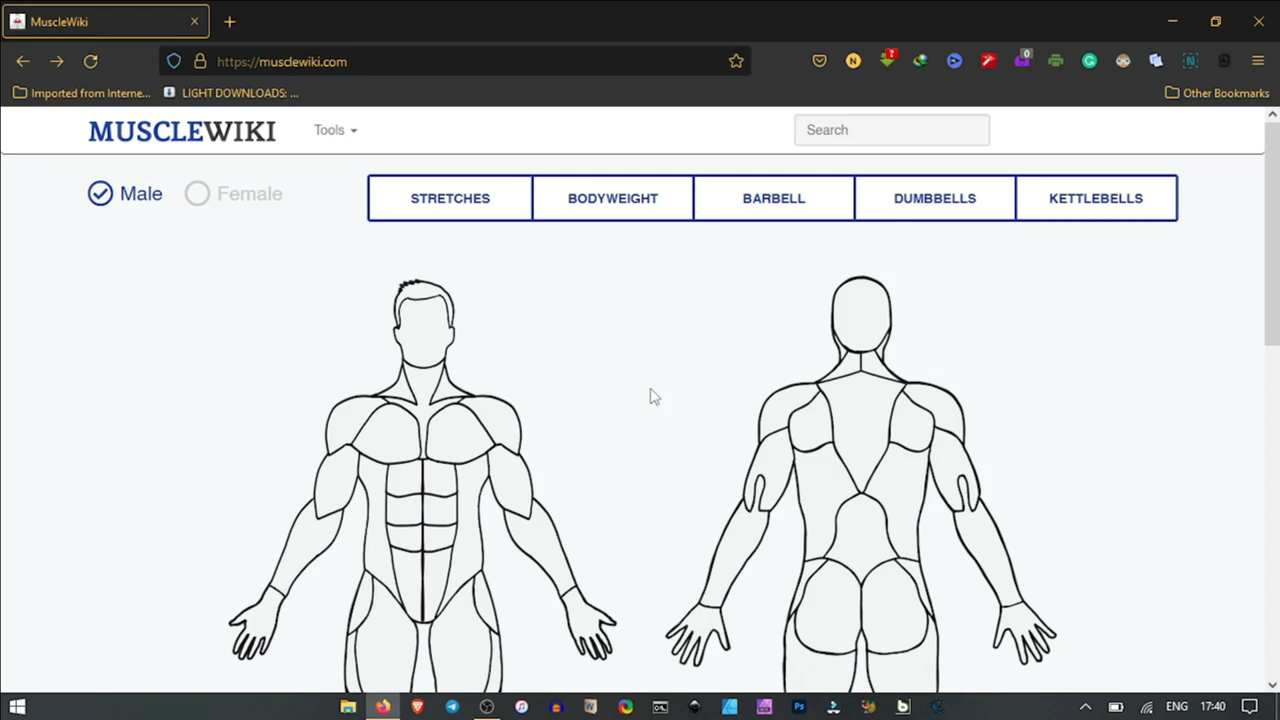 MuscleWiki
https://musclewiki.com
?
N
0
Imported from Interne...
LIGHT DOWNLOADS: ...
Other Bookmarks
MUSCLEWIKI
Tools
Search
Male
Female
STRETCHES
BODYWEIGHT
BARBELL
DUMBBELLS
KETTLEBELLS
ENG
17:40